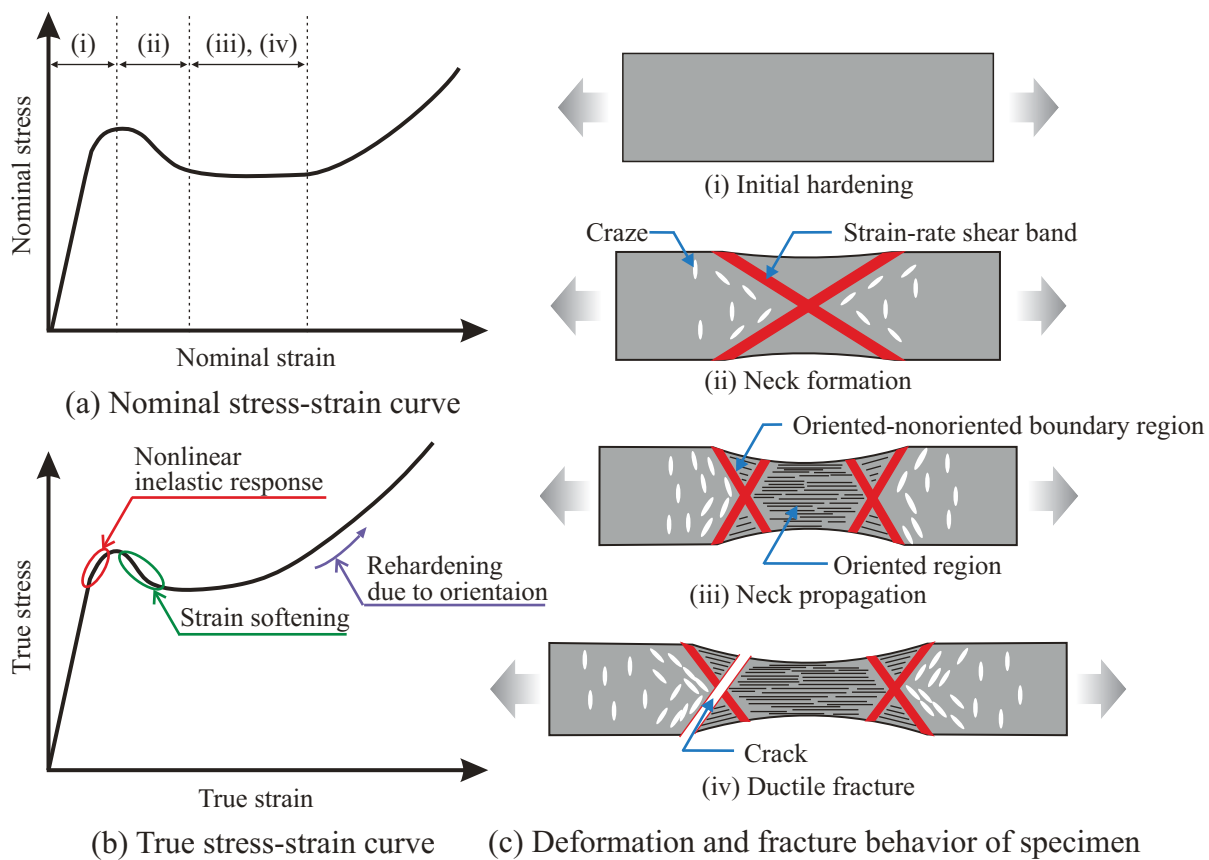 (i)
(ii)
(iii), (iv)
Nominal stress
Nominal strain
(a) Nominal stress-strain curve
Nonlinear
inelastic response
Rehardening
due to orientaion
Strain softening
True stress
True strain
(b) True stress-strain curve
(i) Initial hardening
Craze
Strain-rate shear band
(ii) Neck formation
Oriented-nonoriented boundary region
Oriented region
(iii) Neck propagation
Crack
(iv) Ductile fracture
(c) Deformation and fracture behavior of specimen